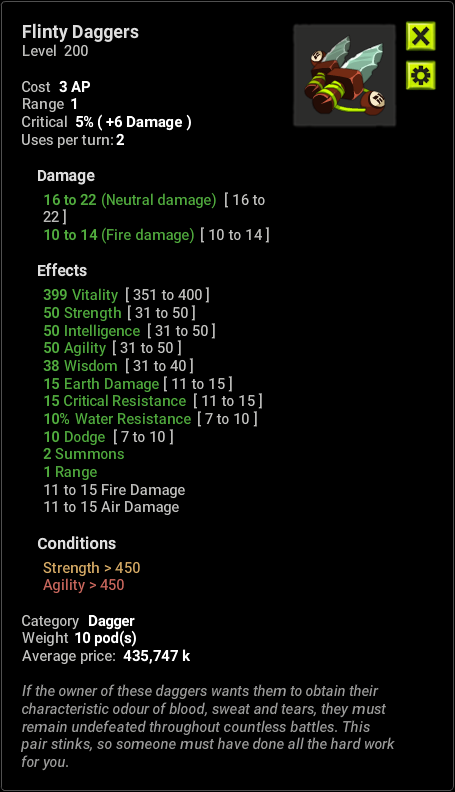 Flinty Daggers
Level 200
Cost 3 AP
Range 1
Critical 5% ( +6 Damage )
Uses per turn: 2
Damage
16 to 22 (Neutral damage) [ 16 to
22 ]
10 to 14 (Fire damage) [ 10 to 14 ]
Effects
399 Vitality [ 351 to 400 ]
50 Strength [ 31 to 50 ]
50 Intelligence [ 31 to 50 ]
50 Agility [ 31 to 50 ]
38 Wisdom [ 31 to 40 ]
15 Earth Damage [ 11 to 15 ]
15 Critical Resistance [ 11 to 15 ]
10% Water Resistance [ 7 to 10 ]
10 Dodge [ 7 to 10 ]
2 Summons
1 Range
11 to 15 Fire Damage
11 to 15 Air Damage
Conditions
Strength > 450
Agility > 450
Category Dagger
Weight 10 pod(s)
Average price: 435,747 k
If the owner of these daggers wants them to obtain their
characteristic odour of blood, sweat and tears, they must
remain undefeated throughout countless battles. This
pair stinks, so someone must have done all the hard work
for you.